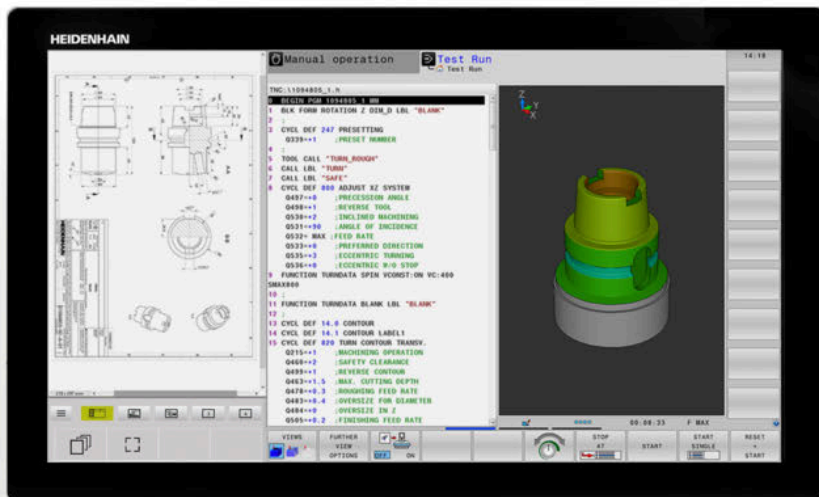 HEIDENHAIN
Manual operation
Test Run
Test Run
14:18
TNC:\1094805_1.h
0 BEGIN PGM 1094805_1 MM
1 BLK FORM ROTATION Z DIM_D LBL "BLANK"
2 ;
3 CYCL DEF 247 PRESETTING
Q339=+1 ;PRESET NUMBER
4 ;
5 TOOL CALL "TURN_ROUGH"
6 CALL LBL "TURN"
7 CALL LBL "SAFE"
8 CYCL DEF 800 ADJUST XZ SYSTEM
Q497=+0 ;PRECESSION ANGLE
Q498=+1 ;REVERSE TOOL
Q530=+2 ;INCLINED MACHINING
Q531=+90 ;ANGLE OF INCIDENCE
Q532= MAX ;FEED RATE
Q533=+0 ;PREFERRED DIRECTION
Q535=+3 ;ECCENTRIC TURNING
Q536=+0 ;ECCENTRIC W/O STOP
9 FUNCTION TURNDATA SPIN VCONST:ON VC:400
SMAX800
10 ;
11 FUNCTION TURNDATA BLANK LBL "BLANK"
12 ;
13 CYCL DEF 14.0 CONTOUR
14 CYCL DEF 14.1 CONTOUR LABEL1
15 CYCL DEF 820 TURN CONTOUR TRANSV.
Q215=+1 ;MACHINING OPERATION
Q460=+2 ;SAFETY CLEARANCE
Q499=+1 ;REVERSE CONTOUR
Q463=+1.5 ;MAX. CUTTING DEPTH
Q478=+0.3 ;ROUGHING FEED RATE
Q483=+0.4 ;OVERSIZE FOR DIAMETER
Q484=+0 ;OVERSIZE IN Z
Q505=+0.2 ;FINISHING FEED RATE
Z
Y
X
00:08:33 F MAX
VIEWS
FURTHER
VIEW
OPTIONS
OFF ON
STOP
AT
START
START
SINGLE
RESET
+
START